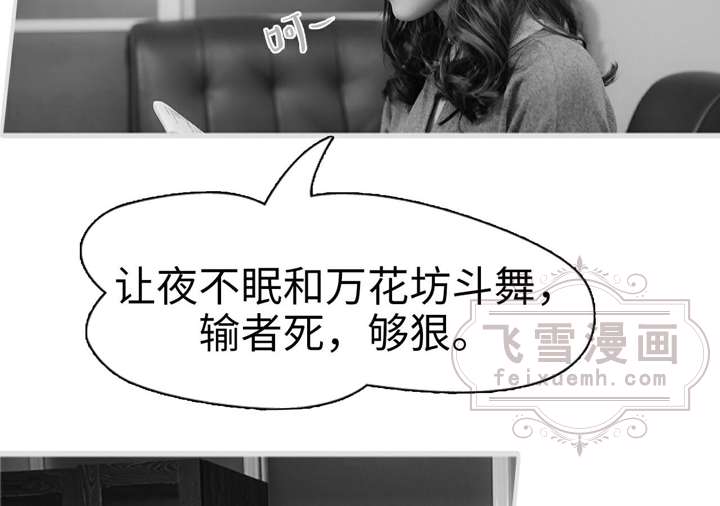 呵一
让夜不眠和万花坊斗舞，
输者死，够狠。
飞雪漫画
feixuemh.com